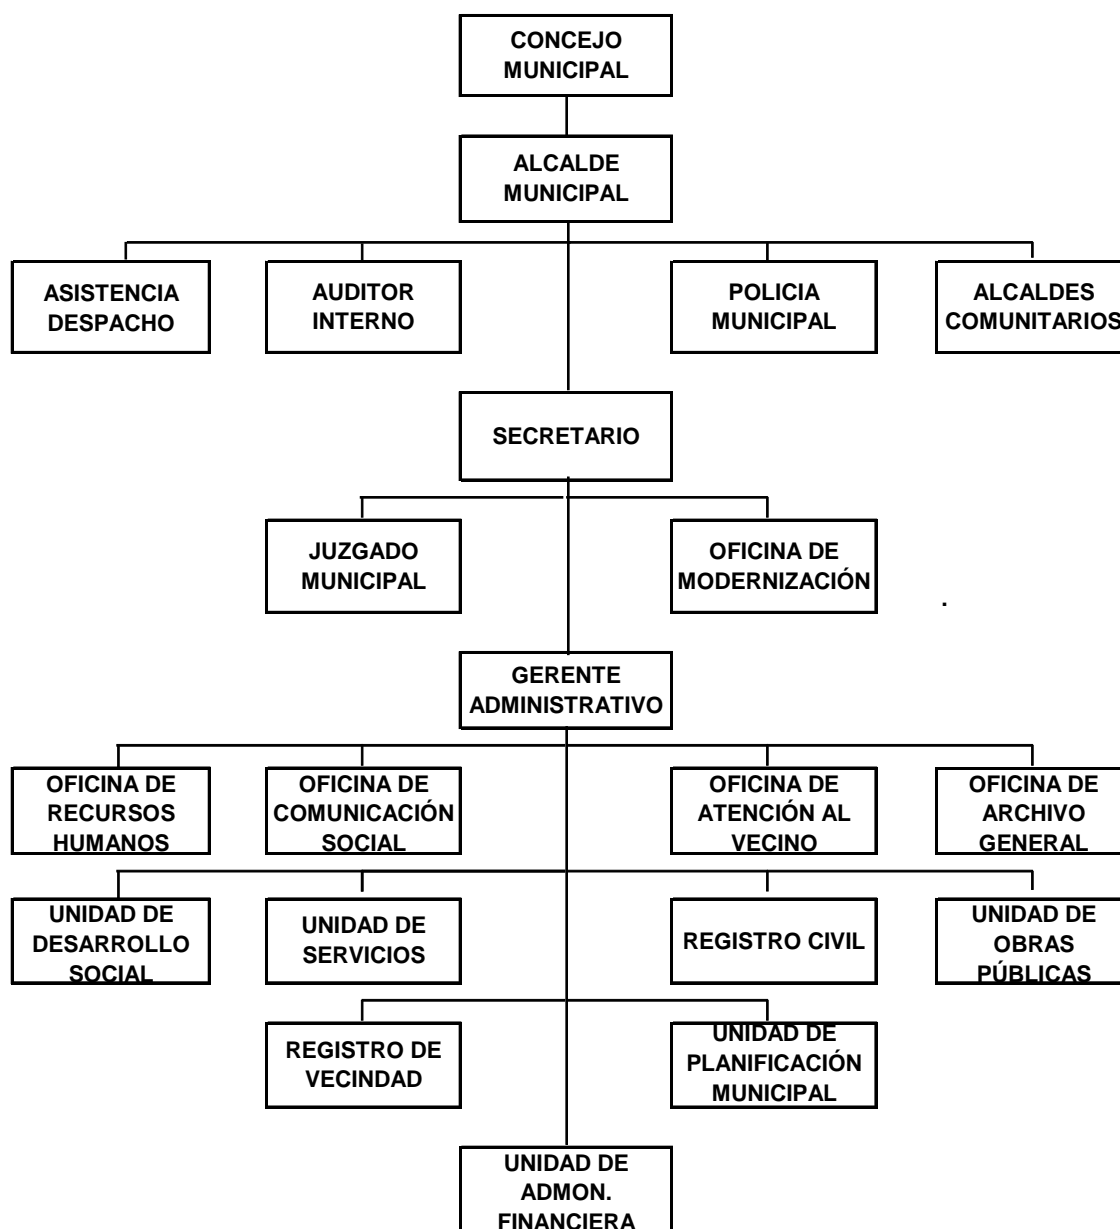 CONCEJO
MUNICIPAL
ALCALDE
MUNICIPAL
ASISTENCIA
DESPACHO
AUDITOR
INTERNO
POLICIA
MUNICIPAL
ALCALDES
COMUNITARIOS
SECRETARIO
JUZGADO
MUNICIPAL
OFICINA DE
MODERNIZACIÓN
.
GERENTE
ADMINISTRATIVO
OFICINA DE
RECURSOS
HUMANOS
OFICINA DE
COMUNICACIÓN
SOCIAL
OFICINA DE
ATENCIÓN AL
VECINO
OFICINA DE
ARCHIVO
GENERAL
UNIDAD DE
DESARROLLO
SOCIAL
UNIDAD DE
SERVICIOS
REGISTRO CIVIL
UNIDAD DE
OBRAS
PÚBLICAS
REGISTRO DE
VECINDAD
UNIDAD DE
PLANIFICACIÓN
MUNICIPAL
UNIDAD DE
ADMON.
FINANCIERA